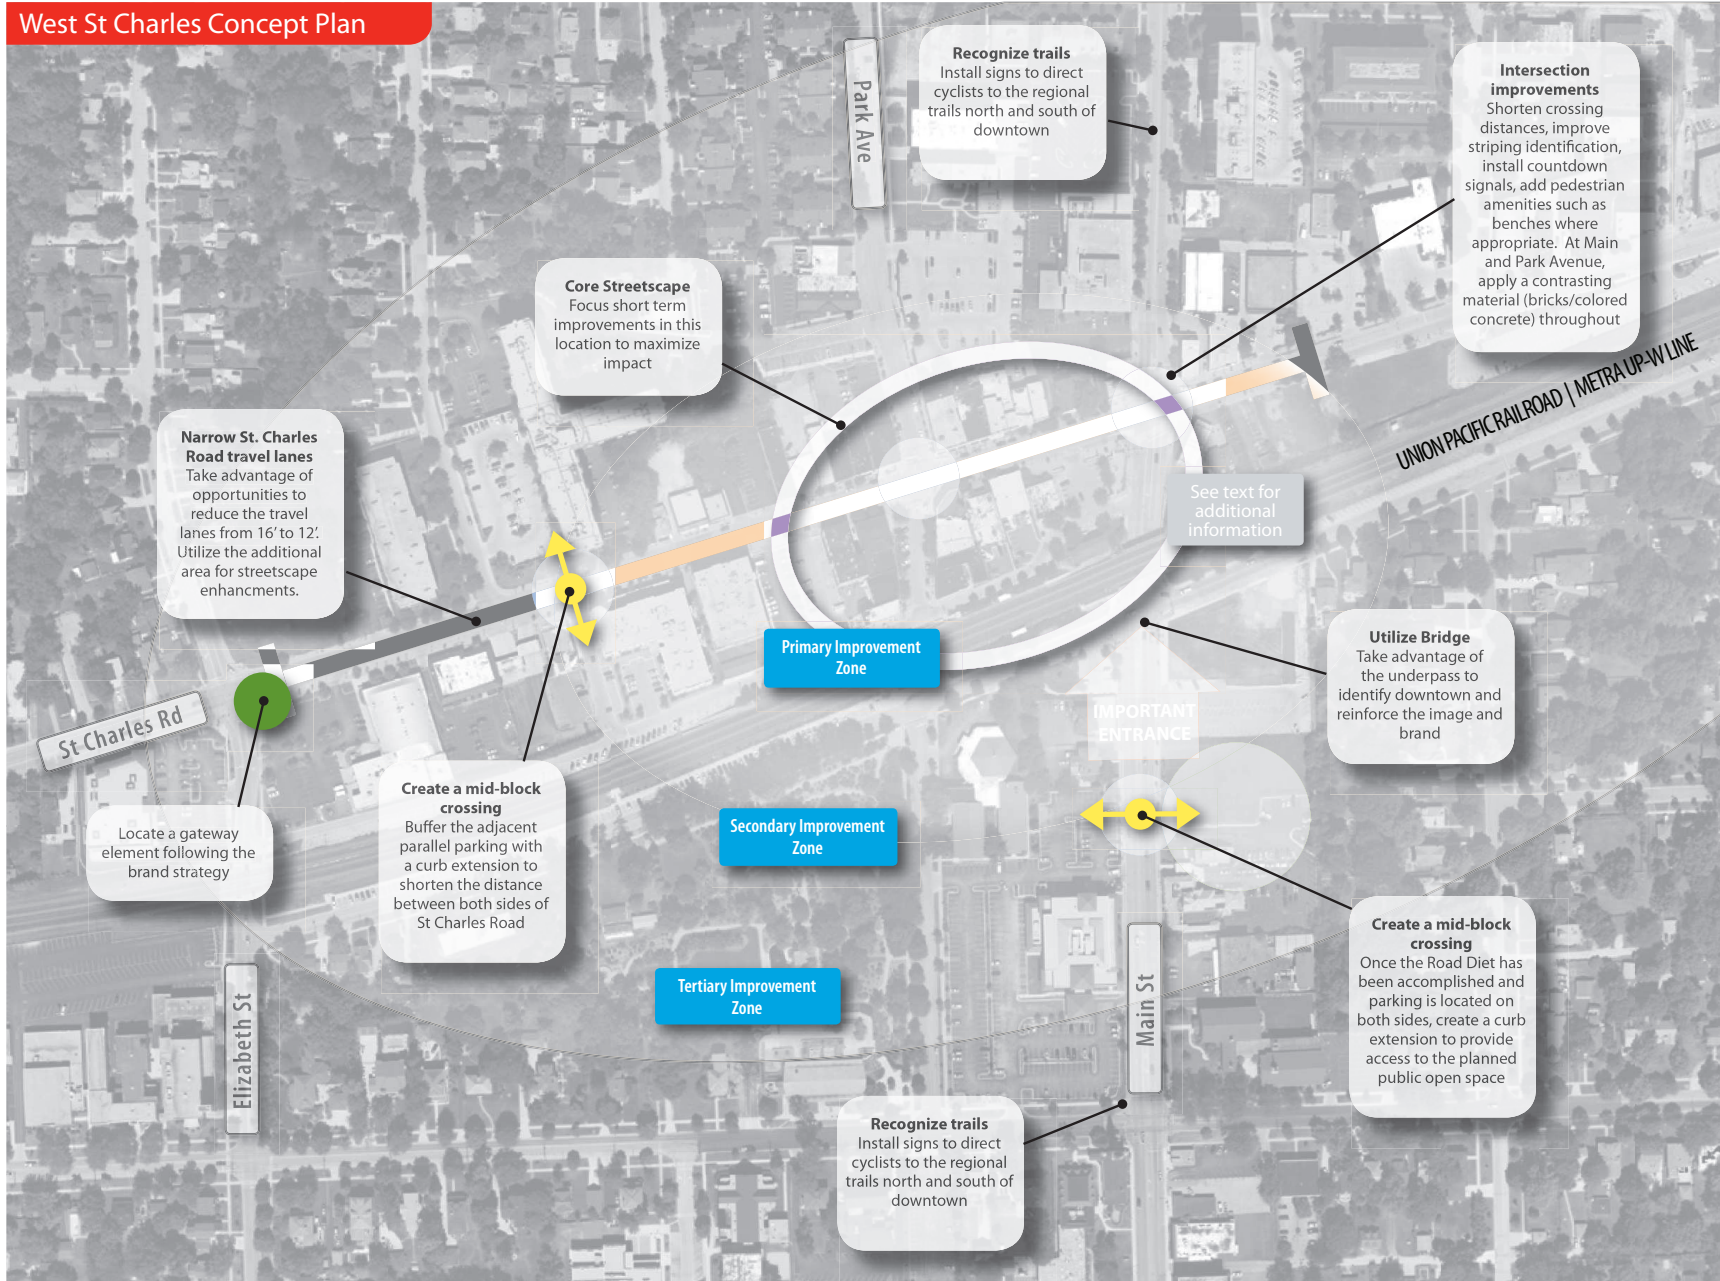 West St Charles Concept Plan
Park Ave
Recognize trails
Install signs to direct
cyclists to the regional
trails north and south of
downtown
Intersection
improvements
Shorten crossing
distances, improve
striping identification,
install countdown
signals, add pedestrian
amenities such as
benches where
appropriate.  At Main
and Park Avenue,
apply a contrasting
material (bricks/colored
concrete) throughout
Core Streetscape
Focus short term
improvements in this
location to maximize
impact
UNION PACIFIC RAILROAD | METRA UP-W LINE
Narrow St. Charles
Road travel lanes
Take advantage of
opportunities to
reduce the travel
lanes from 16' to 12'.
Utilize the additional
area for streetscape
enhancments.
See text for
additional
information
Primary Improvement
Zone
Utilize Bridge
Take advantage of
the underpass to
identify downtown and
reinforce the image and
brand
IMPORTANT
ENTRANCE
St Charles Rd
Create a mid-block
crossing
Buffer the adjacent
parallel parking with
a curb extension to
shorten the distance
between both sides of
St Charles Road
Locate a gateway
element following the
brand strategy
Secondary Improvement
Zone
Create a mid-block
crossing
Once the Road Diet has
been accomplished and
parking is located on
both sides, create a curb
extension to provide
access to the planned
public open space
Tertiary Improvement
Zone
Elizabeth St
Main St
Recognize trails
Install signs to direct
cyclists to the regional
trails north and south of
downtown